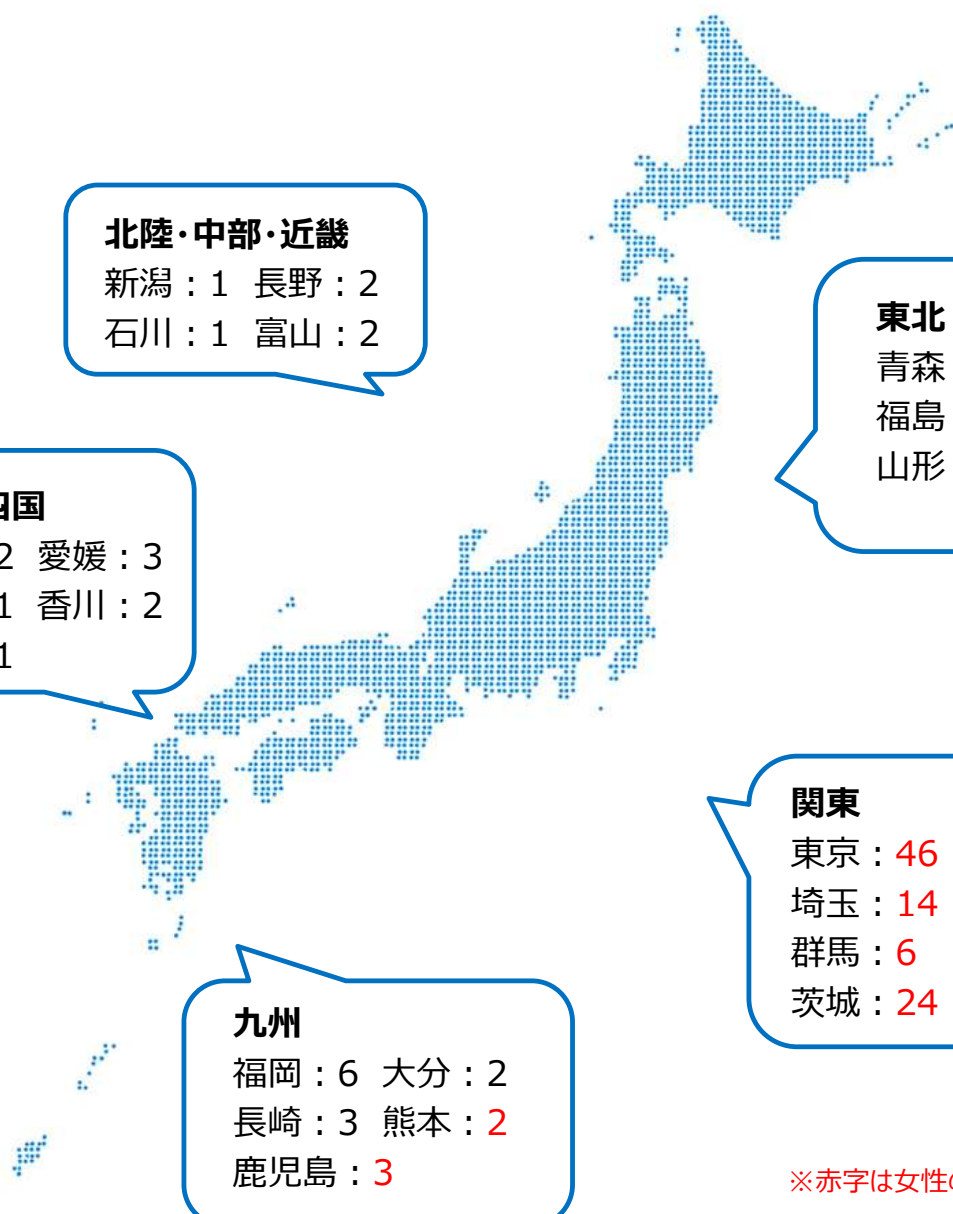 北陸・中部・近畿
新潟：1 長野：2
石川：1 富山：2
東北
青森
福島
山形
四国
2 愛媛：3
1 香川：2
1
関東
東京：46
埼玉：14
群馬：6
茨城：24
九州
福岡：6 大分：2
長崎：3 熊本：2
鹿児島：3
※赤字は女性の